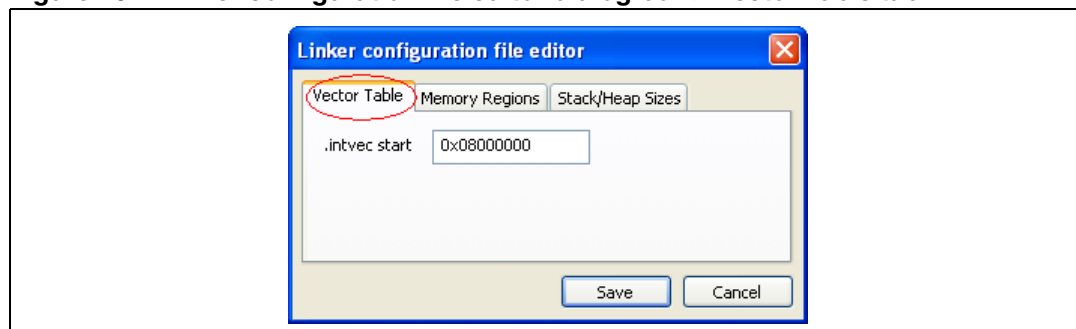 Linker configuration file editor
Vector Table Memory Regions Stack/Heap Sizes
.intvec start 0x08000000
Save Cancel